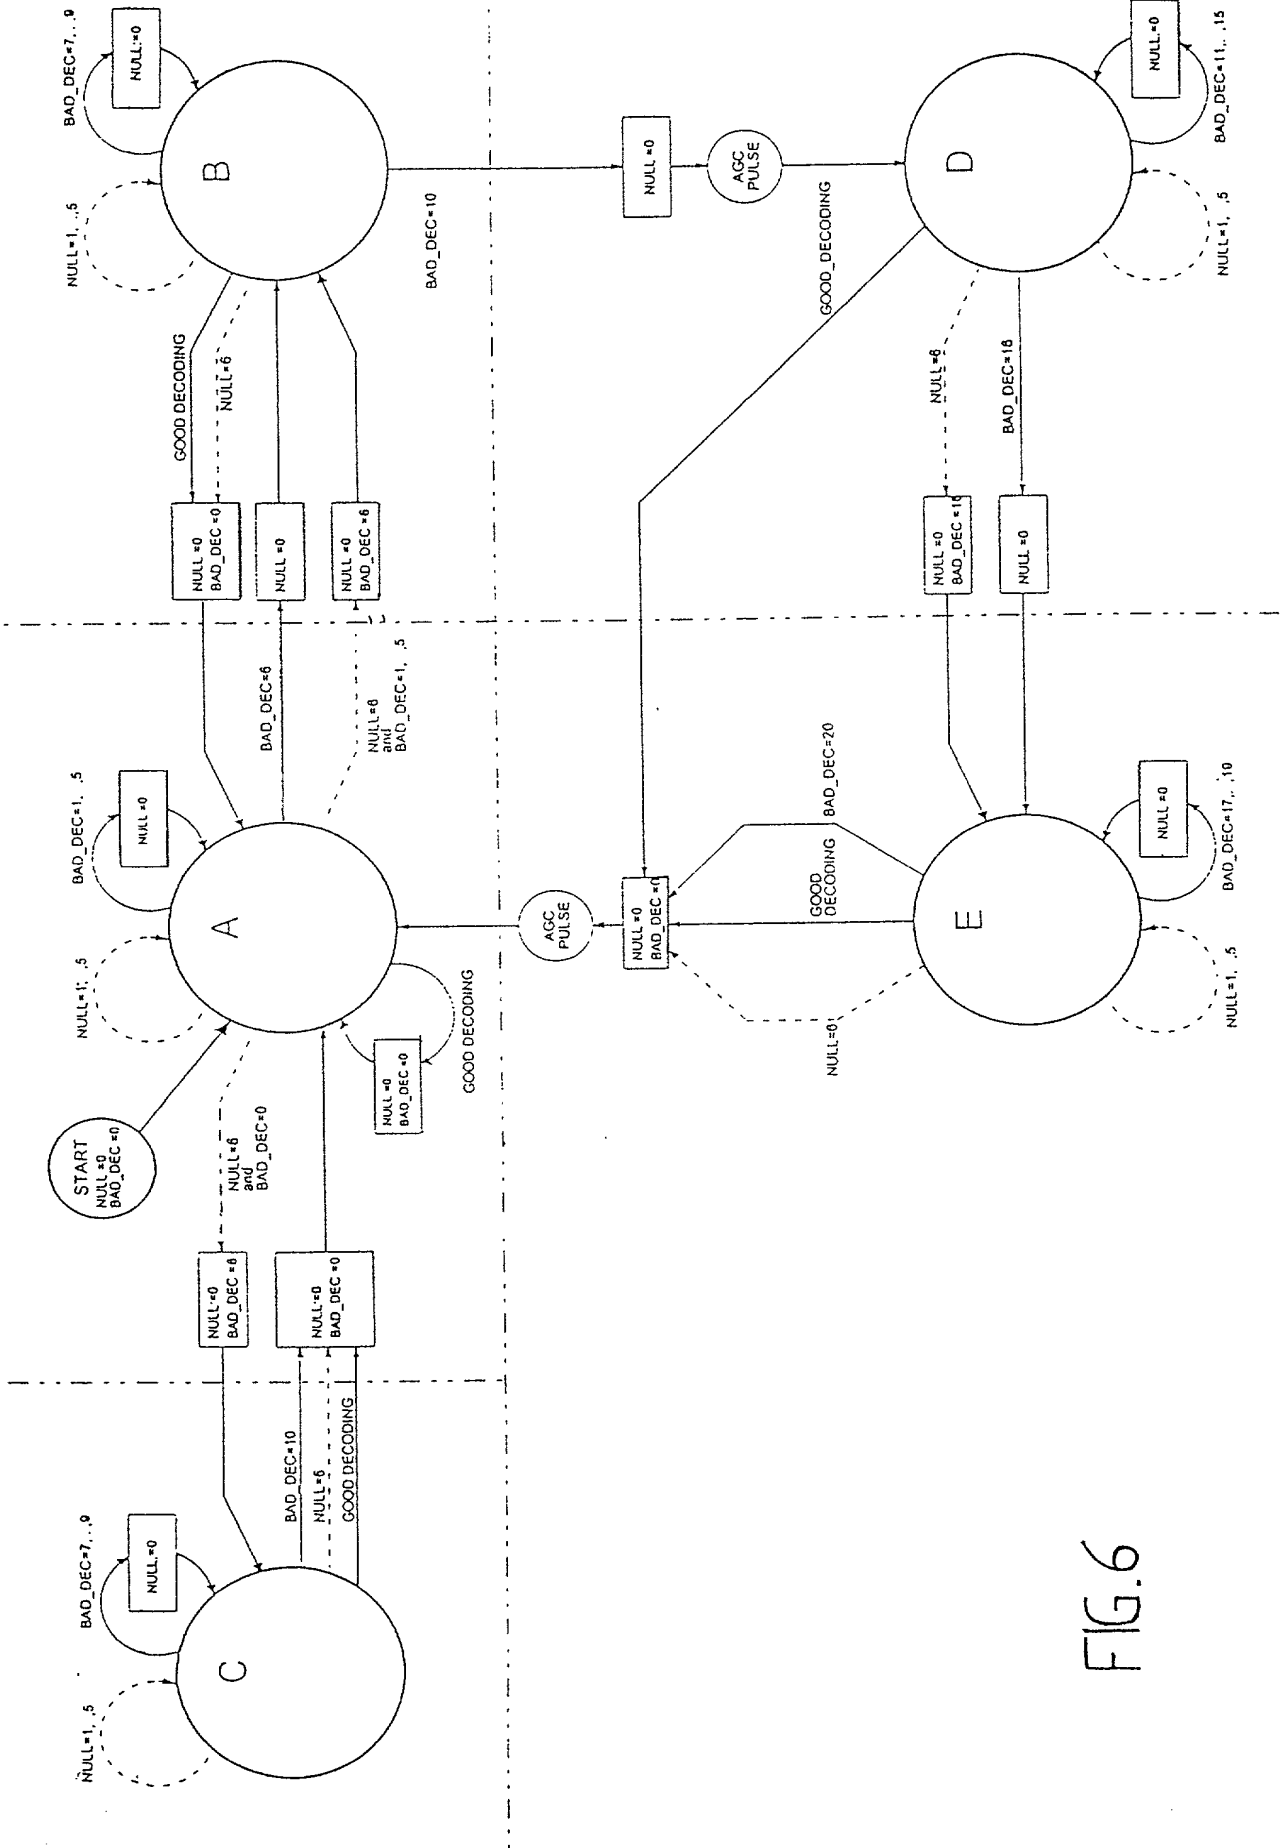 NULL=1, ,5
BAD_DEC=7,..,9
NULL:=0
C
BAD_DEC=10
NULL=6
GOOD DECODING
NULL:=0
BAD_DEC =6
NULL:=0
BAD_DEC =0
NULL=6
and
BAD_DEC=0
START
NULL =0
BAD_DEC =0
NULL=1, ,5
BAD_DEC=1, ,5
NULL =0
A
NULL =0
BAD_DEC =0
GOOD DECODING
BAD_DEC=6
NULL=6
and
BAD_DEC=1, ,5
NULL =0
BAD_DEC =0
NULL =0
NULL =0
BAD_DEC =6
GOOD DECODING
NULL=6
NULL=1, ,5
BAD_DEC=7,..,9
NULL:=0
B
BAD_DEC=10
NULL =0
AGC
PULSE
AGC
PULSE
NULL =0
BAD_DEC =0
GOOD_DECODING
GOOD
DECODING
BAD_DEC=20
E
NULL=1, ,5
BAD_DEC=17,..,19
NULL =0
NULL =0
NULL =0
NULL=6
BAD_DEC=16
D
NULL=1, ,5
BAD_DEC=11,..,15
NULL:=0
FIG.6